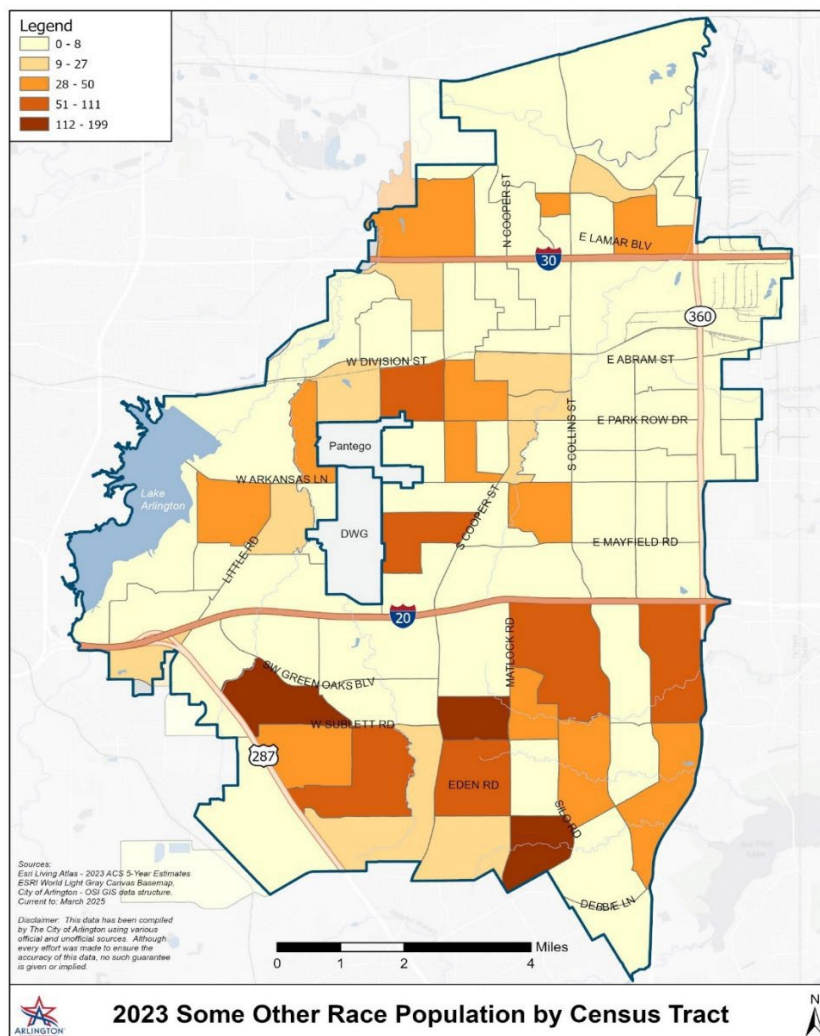 Legend
0 - 8
9 - 27
28 - 50
51 - 111
112 - 199
N COOPER ST
E LAMAR BLV
30
360
W DIVISION ST
E ABRAM ST
S COLLINS ST
E PARK ROW DR
Pantego
W ARKANSAS LN
Lake
Arlington
DWG
S COOPER ST
LITTLE RD
E MAYFIELD RD
20
MATLOCK RD
SW GREEN OAKS BLV
W SUBLETT RD
287
EDEN RD
SILO RD
DEBBIE LN
Sources:
Esri Living Atlas - 2023 ACS 5-Year Estimates
ESRI World Light Gray Canvas Basemap,
City of Arlington - OSI GIS data structure.
Current to: March 2025
Disclaimer: This data has been compiled
by The City of Arlington using various
official and unofficial sources. Although
every effort was made to ensure the
accuracy of this data, no such guarantee
is given or implied.
Miles
0 1 2 4
ARLINGTON
2023 Some Other Race Population by Census Tract
N